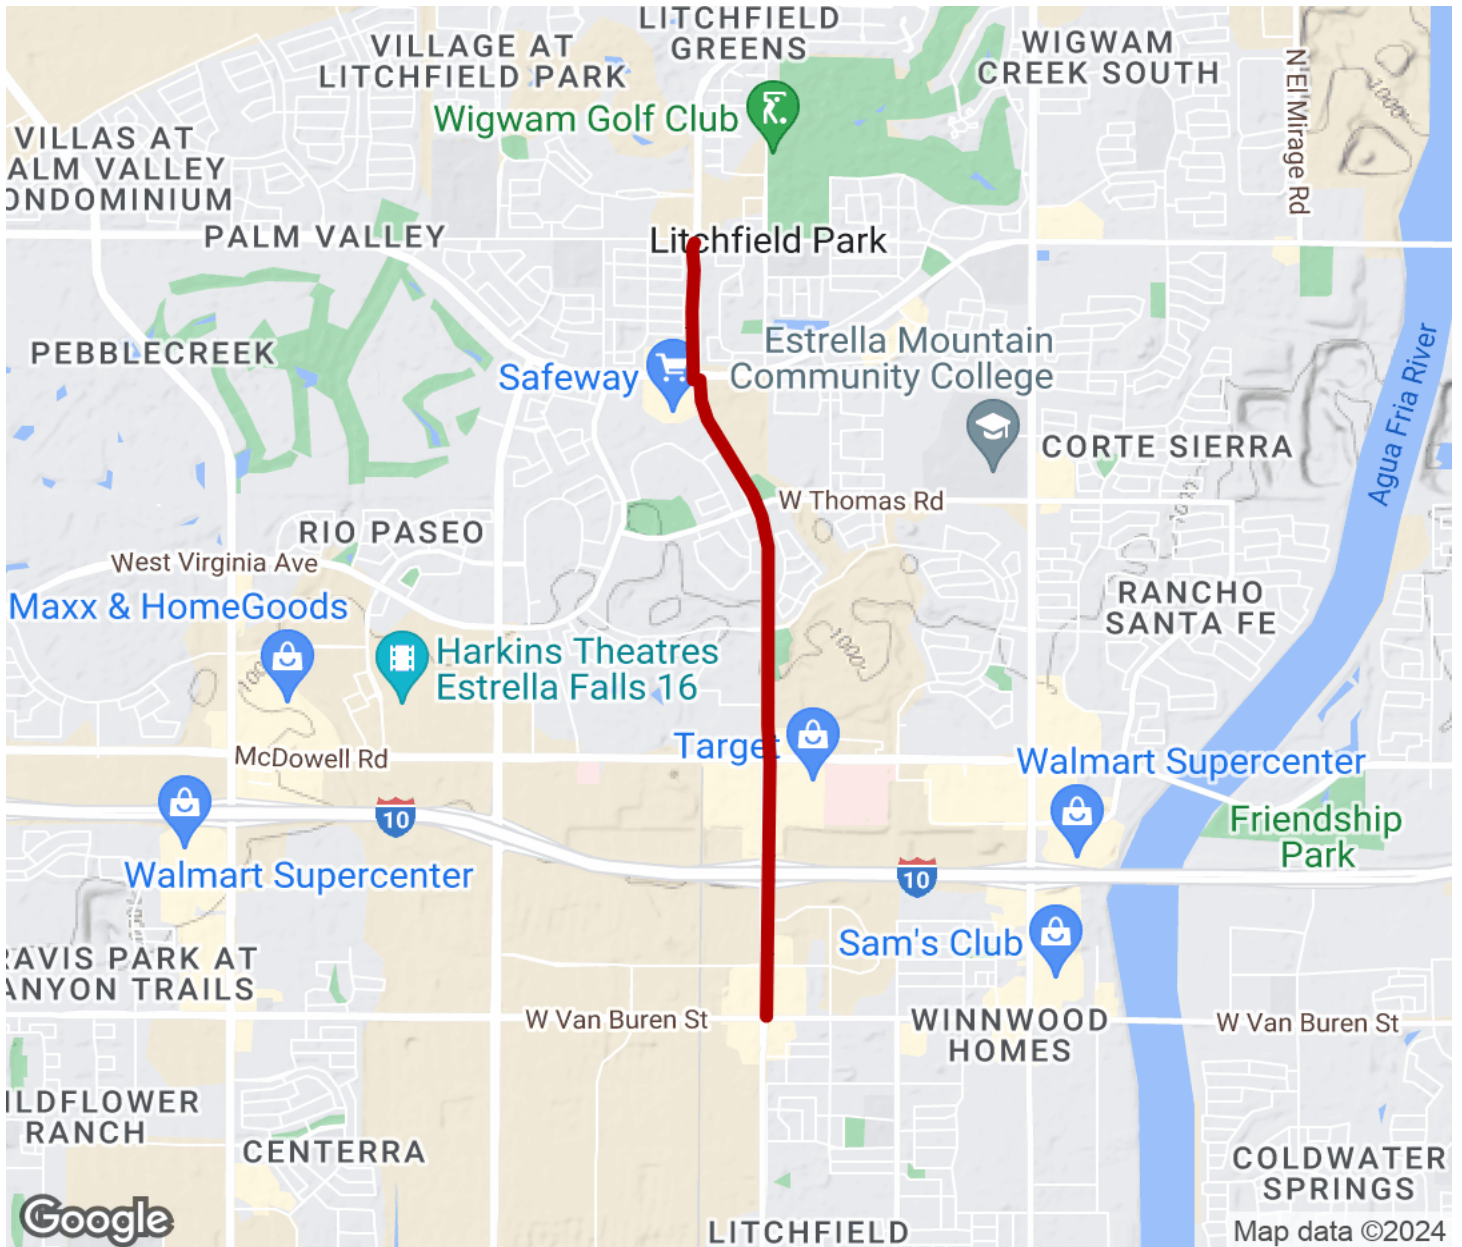 LITCHFIELD
GREENS
VILLAGE AT
LITCHFIELD PARK
WIGWAM
CREEK SOUTH
N El Mirage Rd
1000'
Wigwam Golf Club
VILLAS AT
ALM VALLEY
ONDOMINIUM
PALM VALLEY
Litchfield Park
PEBBLECREEK
Safeway
Estrella Mountain
Community College
Agua Fria River
CORTE SIERRA
W Thomas Rd
RIO PASEO
West Virginia Ave
RANCHO
SANTA FE
Maxx & HomeGoods
Harkins Theatres
Estrella Falls 16
1000'
Target
McDowell Rd
Walmart Supercenter
10
Friendship
Park
Walmart Supercenter
10
Sam's Club
RAVIS PARK AT
ANYON TRAILS
W Van Buren St
WINNWOOD
HOMES
W Van Buren St
ILDFLOWER
RANCH
CENTERRA
COLDWATER
SPRINGS
Google
LITCHFIELD
Map data ©2024